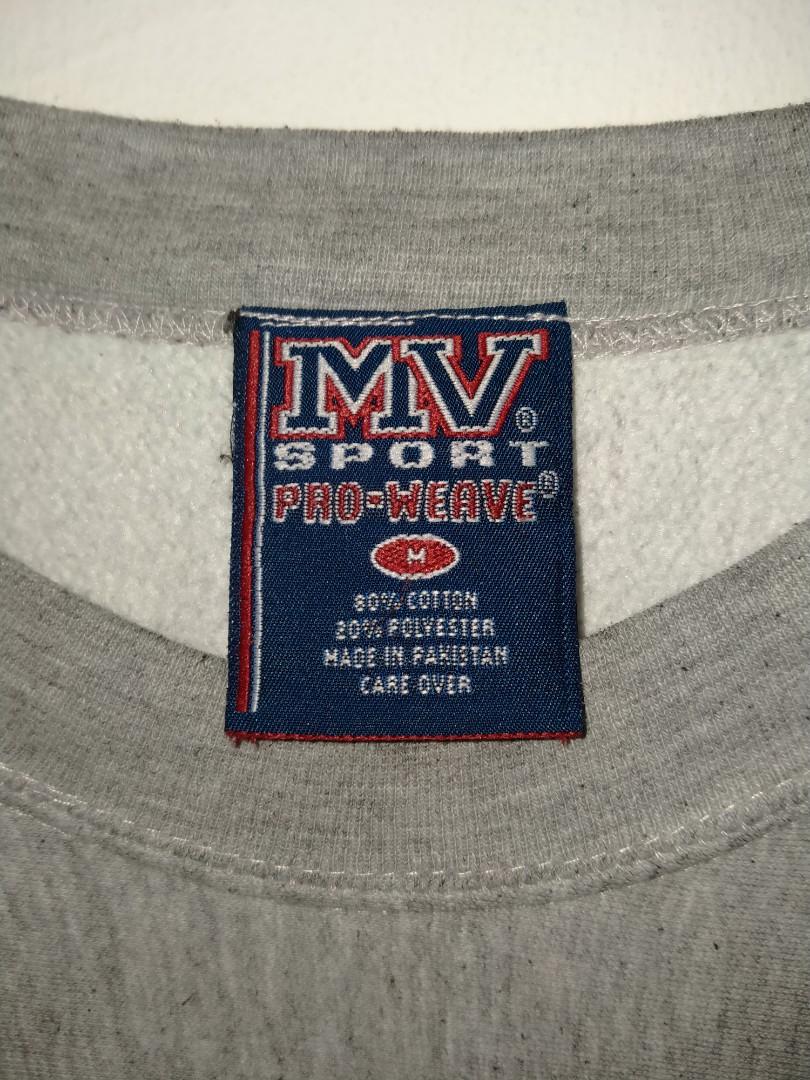 MV®
SPORT
PRO-WEAVE®
M
80% COTTON
20% POLYESTER
MADE IN PAKISTAN
CARE OVER